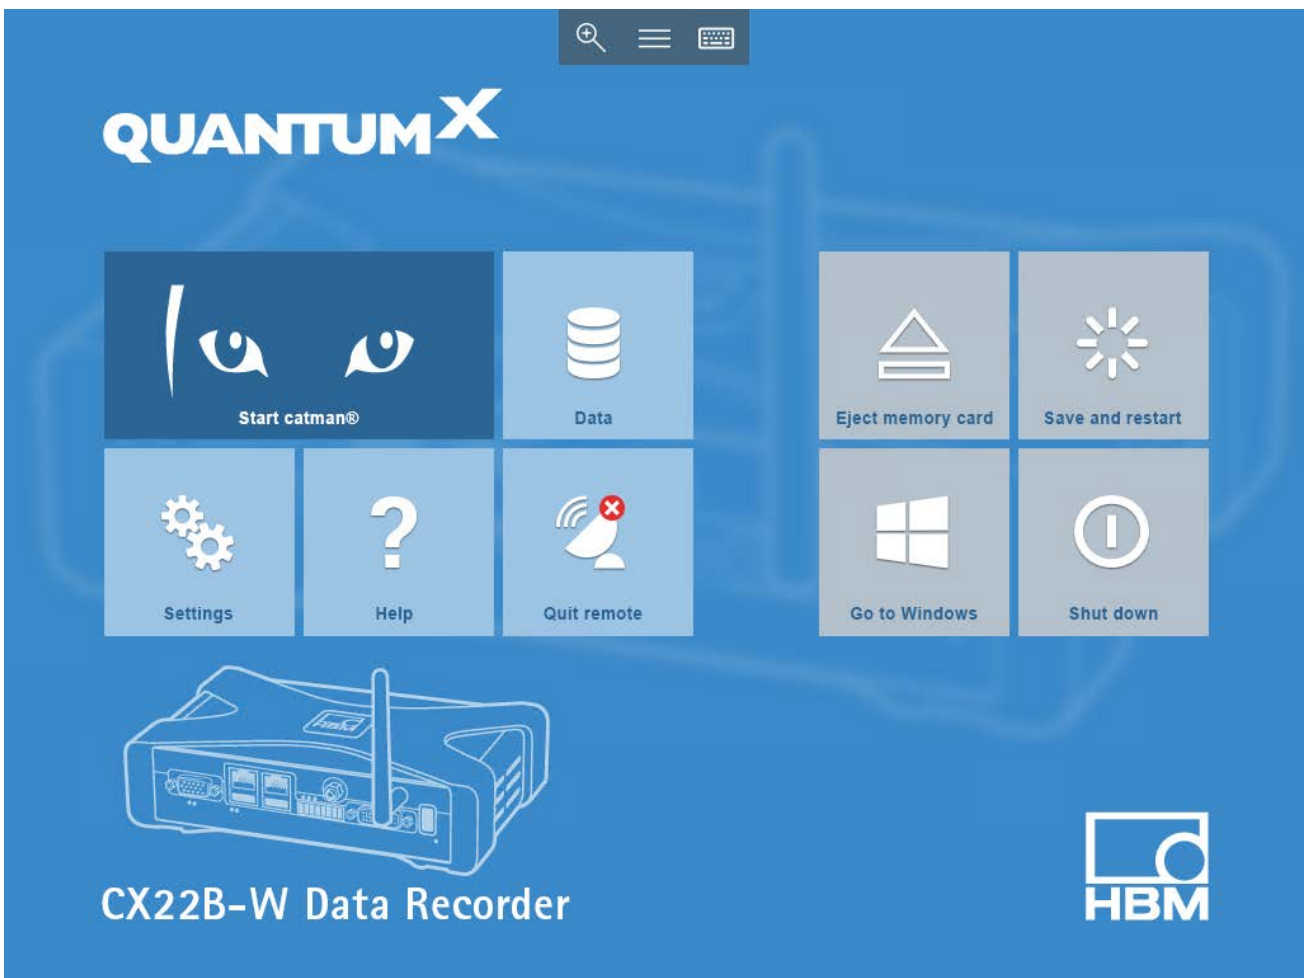 QUANTUMX
Start catman®
Data
Eject memory card
Save and restart
Settings
Help
Quit remote
Go to Windows
Shut down
HBM
CX22B-W Data Recorder
HBM